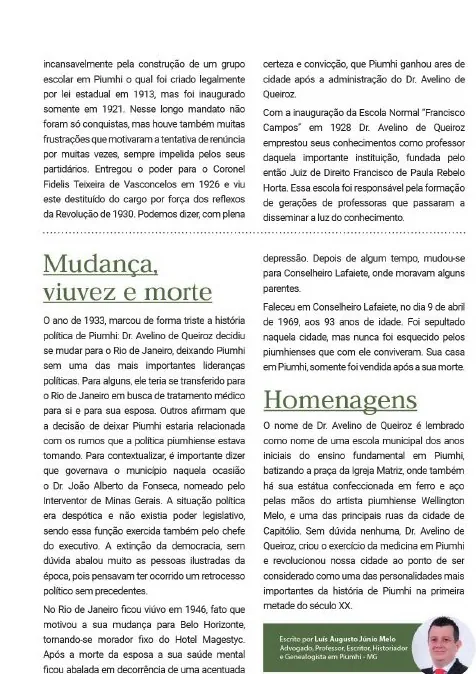 incansavelmente pela construção de um grupo
escolar em Piumhi o qual foi criado legalmente
por lei estadual em 1913, mas foi inaugurado
somente em 1921. Nesse longo mandato não
foram só conquistas, mas houve também muitas
frustrações que motivaram a tentativa de renúncia
por muitas vezes, sempre impelida pelos seus
partidários. Entregou o poder para o Coronel
Fidelis Teixeira de Vasconcelos em 1926 e viu
este destituído do cargo por força dos reflexos
da Revolução de 1930. Podemos dizer, com plena
certeza e convicção, que Piumhi ganhou ares de
cidade após a administração do Dr. Avelino de
Queiroz.
Com a inauguração da Escola Normal “Francisco
Campos” em 1928 Dr. Avelino de Queiroz
emprestou seus conhecimentos como professor
daquela importante instituição, fundada pelo
então Juiz de Direito Francisco de Paula Rebelo
Horta. Essa escola foi responsável pela formação
de gerações de professoras que passaram a
disseminar a luz do conhecimento.
Mudança,
viuvez e morte
O ano de 1933, marcou de forma triste a história
política de Piumhi: Dr. Avelino de Queiroz decidiu
se mudar para o Rio de Janeiro, deixando Piumhi
sem uma das mais importantes lideranças
políticas. Para alguns, ele teria se transferido para
o Rio de Janeiro em busca de tratamento médico
para si e para sua esposa. Outros afirmam que
a decisão de deixar Piumhi estaria relacionada
com os rumos que a política piumhiense estava
tomando. Para contextualizar, é importante dizer
que governava o município naquela ocasião
o Dr. João Alberto da Fonseca, nomeado pelo
Interventor de Minas Gerais. A situação política
era despótica e não existia poder legislativo,
sendo essa função exercida também pelo chefe
do executivo. A extinção da democracia, sem
dúvida abalou muito as pessoas ilustradas da
época, pois pensavam ter ocorrido um retrocesso
político sem precedentes.
No Rio de Janeiro ficou viúvo em 1946, fato que
motivou a sua mudança para Belo Horizonte,
tornando-se morador fixo do Hotel Magestyc.
Após a morte da esposa a sua saúde mental
ficou abalada em decorrência de uma acentuada
depressão. Depois de algum tempo, mudou-se
para Conselheiro Lafaiete, onde moravam alguns
parentes.
Faleceu em Conselheiro Lafaiete, no dia 9 de abril
de 1969, aos 93 anos de idade. Foi sepultado
naquela cidade, mas nunca foi esquecido pelos
piumhienses que com ele conviveram. Sua casa
em Piumhi, somente foi vendida após a sua morte.
Homenagens
O nome de Dr. Avelino de Queiroz é lembrado
como nome de uma escola municipal dos anos
iniciais do ensino fundamental em Piumhi,
batizando a praça da Igreja Matriz, onde também
há sua estátua confeccionada em ferro e aço
pelas mãos do artista piumhiense Wellington
Melo, e uma das principais ruas da cidade de
Capitólio. Sem dúvida nenhuma, Dr. Avelino de
Queiroz, criou o exercício da medicina em Piumhi
e revolucionou nossa cidade ao ponto de ser
considerado como uma das personalidades mais
importantes da história de Piumhi na primeira
metade do século XX.
Escrito por Luís Augusto Júnio Melo
Advogado, Professor, Escritor, Historiador
e Genealogista em Piumhi - MG